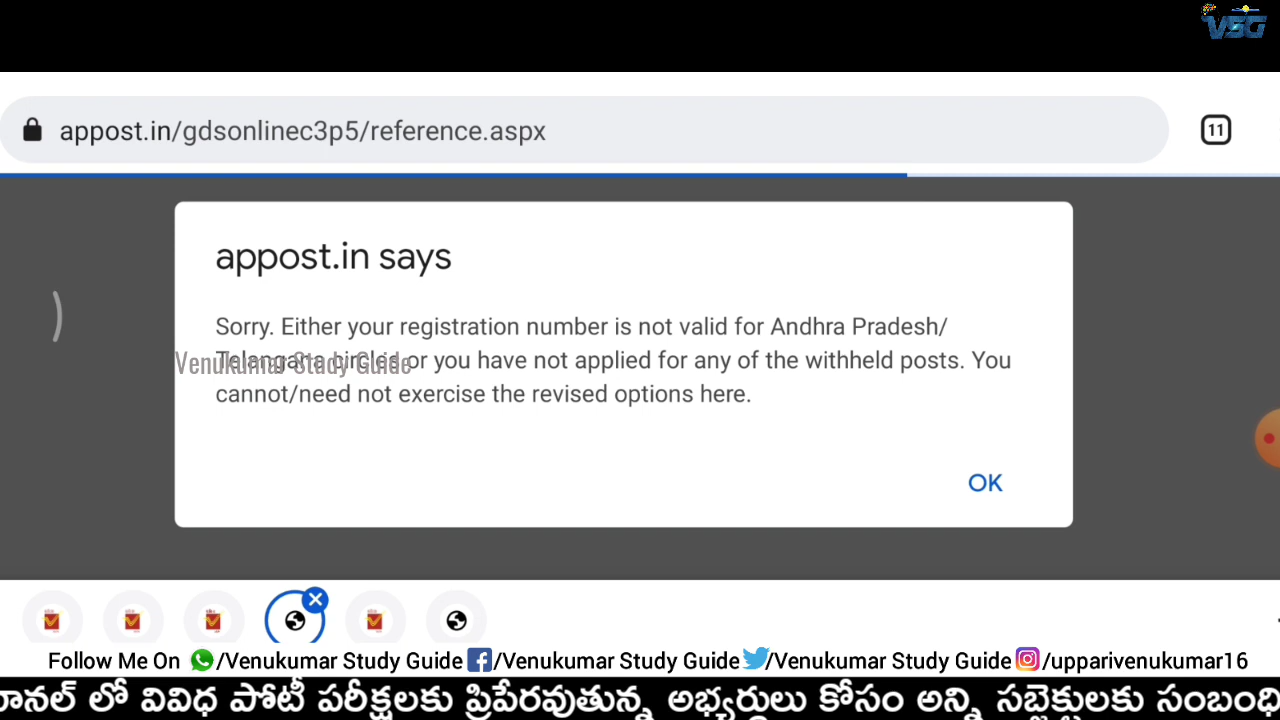 VSG
appost.in/gdsonlinec3p5/reference.aspx
11
appost.in says
Sorry. Either your registration number is not valid for Andhra Pradesh/
Telangana circles or you have not applied for any of the withheld posts. You
cannot/need not exercise the revised options here.
Venukumar Study Guide
OK
Follow Me On /Venukumar Study Guide /Venukumar Study Guide /Venukumar Study Guide /upparivenukumar16
లో వివిధ పోటీ పరీక్షలకు ప్రిపేరవుతున్న అభ్యర్థులు కోసం అన్ని సబ్జెక్టులకు